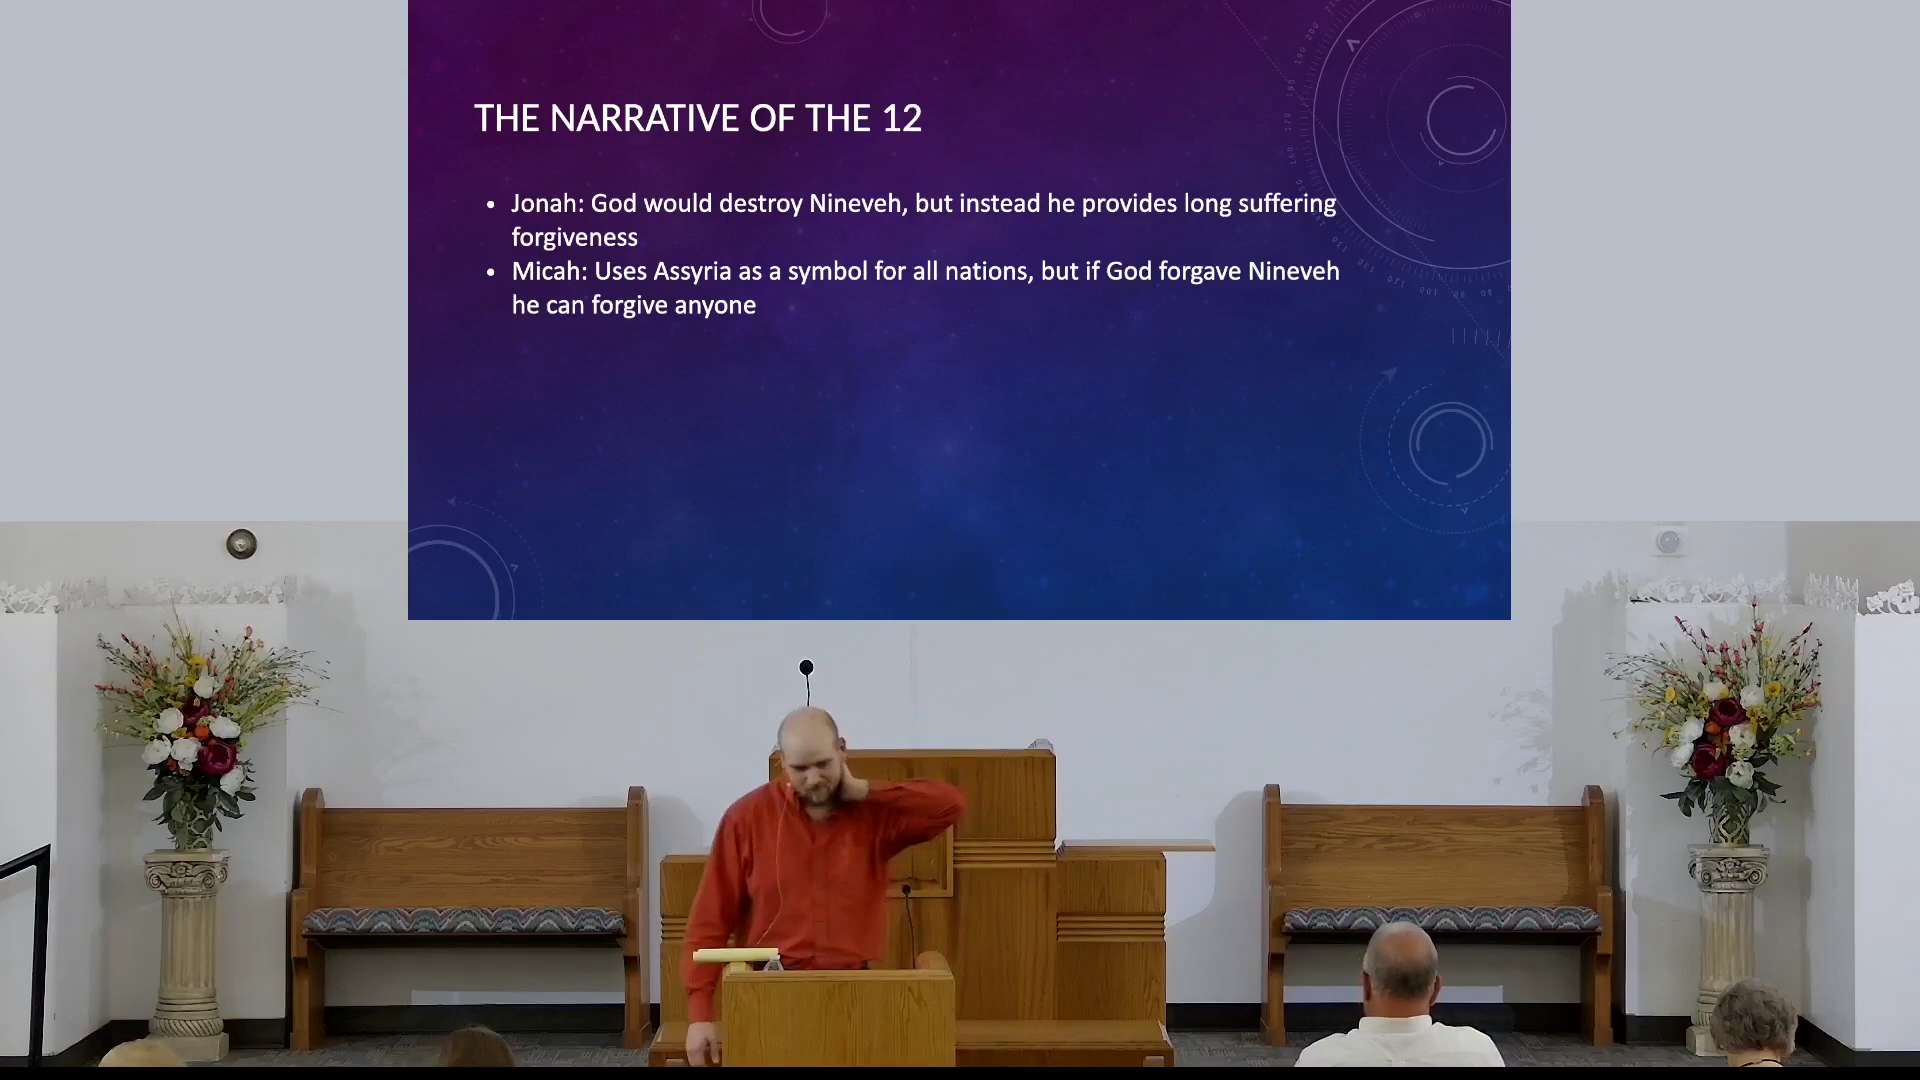 THE NARRATIVE OF THE 12
• Jonah: God would destroy Nineveh, but instead he provides long suffering
forgiveness
• Micah: Uses Assyria as a symbol for all nations, but if God forgave Nineveh
he can forgive anyone